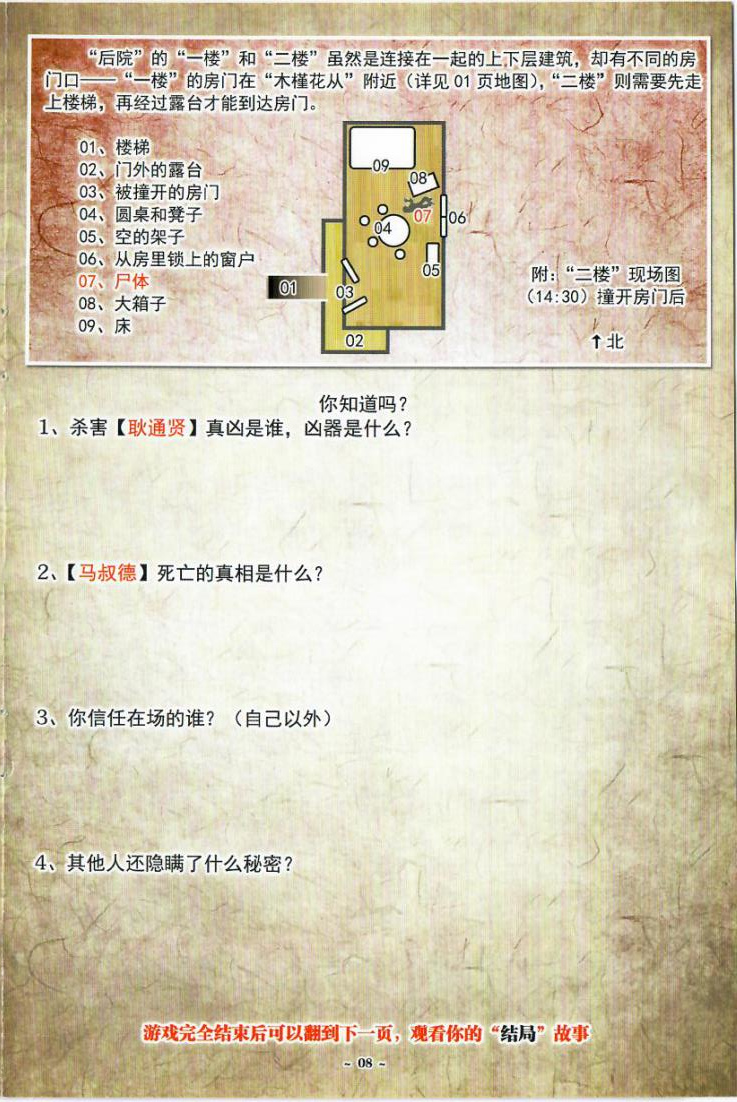 “后院”的“一楼”和“二楼”虽然是连接在一起的上下层建筑，却有不同的房
门口——“一楼”的房门在“木槿花从”附近（详见01页地图），“二楼”则需要先走
上楼梯，再经过露台才能到达房门。
01、楼梯
02、门外的露台
03、被撞开的房门
04、圆桌和凳子
05、空的架子
06、从房里锁上的窗户
07、尸体
08、大箱子
09、床
09
08
07
06
04
05
01
03
02
附：“二楼”现场图
（14:30）撞开房门后
↑北
你知道吗？
1、杀害【耿通贤】真凶是谁，凶器是什么？
2、【马叔德】死亡的真相是什么？
3、你信任在场的谁？（自己以外）
4、其他人还隐瞒了什么秘密？
游戏完全结束后可以翻到下一页，观看你的“结局”故事
~ 08 ~